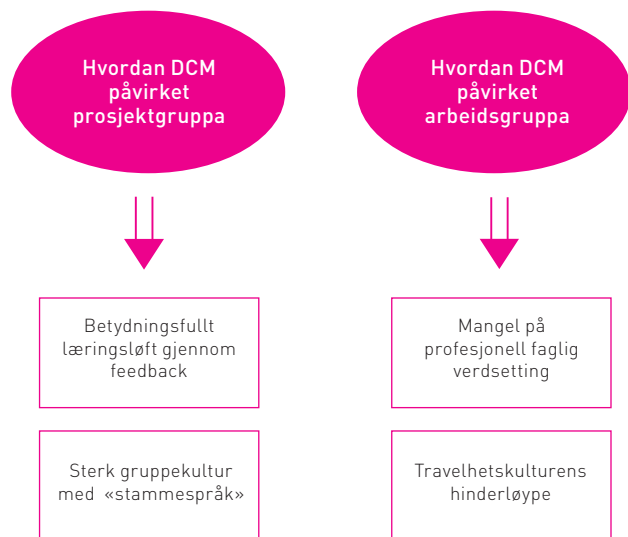 Hvordan DCM
påvirket
prosjektgruppa
Hvordan DCM
påvirket
arbeidsgruppa
Betydningsfullt
læringsløft gjennom
feedback
Mangel på
profesjonell faglig
verdsetting
Sterk gruppekultur
med «stammespråk»
Travelhetskulturens
hinderløype